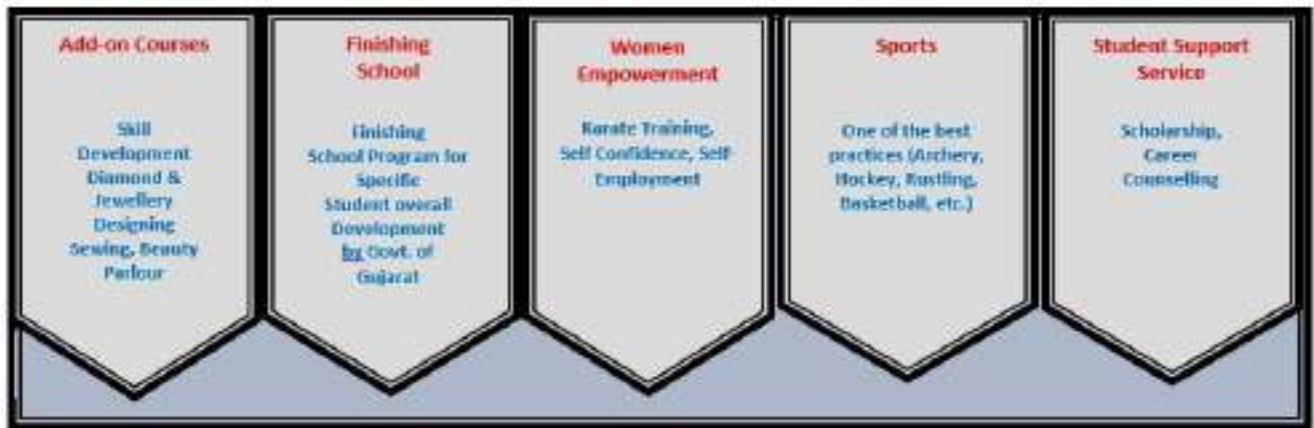 Add-on Courses
Skill
Development
Diamond &
Jewellery
Designing
Sewing, Beauty
Parlour
Finishing
School
Finishing
School Program for
Specific
Student overall
Development
by Govt. of
Gujarat
Women
Empowerment
Karate Training,
Self Confidence, Self-
Employment
Sports
One of the best
practices (Archery,
Hockey, Rustling,
Basketball, etc.)
Student Support
Service
Scholarship,
Career
Counselling